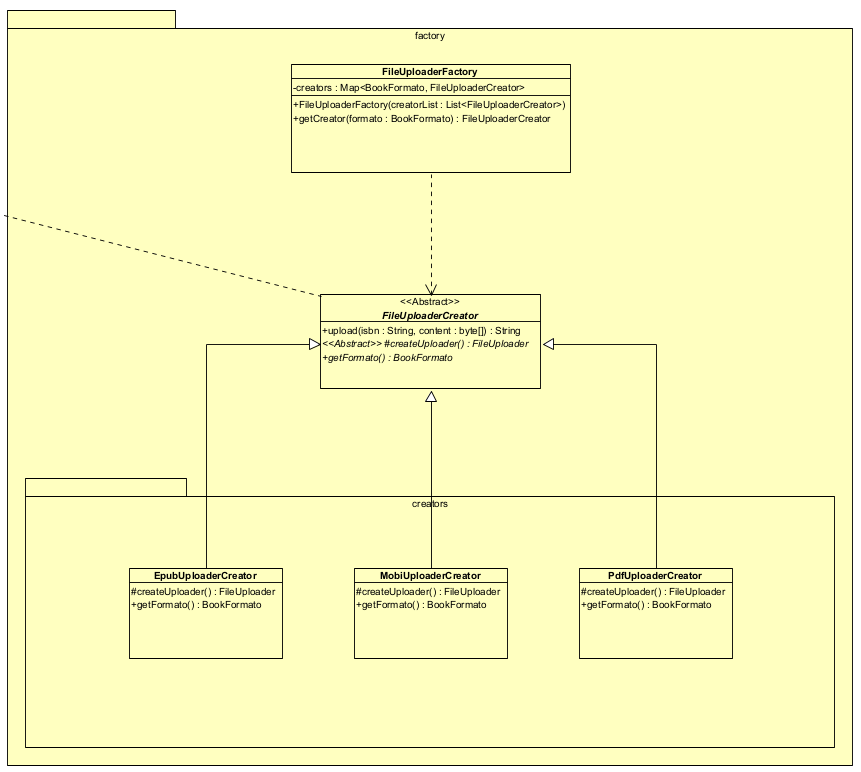 factory
FileUploaderFactory
-creators : Map<BookFormato, FileUploaderCreator>
+FileUploaderFactory(creatorList : List<FileUploaderCreator>)
+getCreator(formato : BookFormato) : FileUploaderCreator
<<Abstract>>
FileUploaderCreator
+upload(isbn : String, content : byte[]) : String
<<Abstract>> #createUploader() : FileUploader
+getFormato() : BookFormato
creators
EpubUploaderCreator
#createUploader() : FileUploader
+getFormato() : BookFormato
MobiUploaderCreator
#createUploader() : FileUploader
+getFormato() : BookFormato
PdfUploaderCreator
#createUploader() : FileUploader
+getFormato() : BookFormato